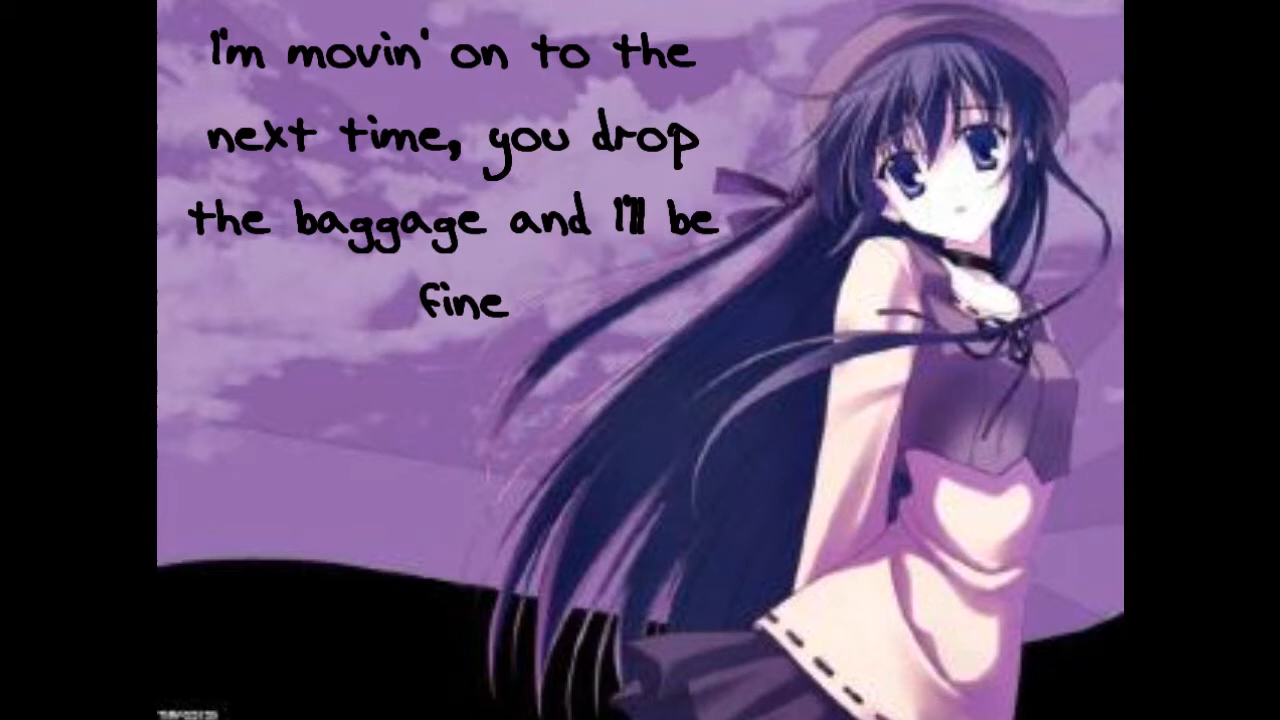 I'm movin' on to the
next time, you drop
the baggage and I'll be
fine